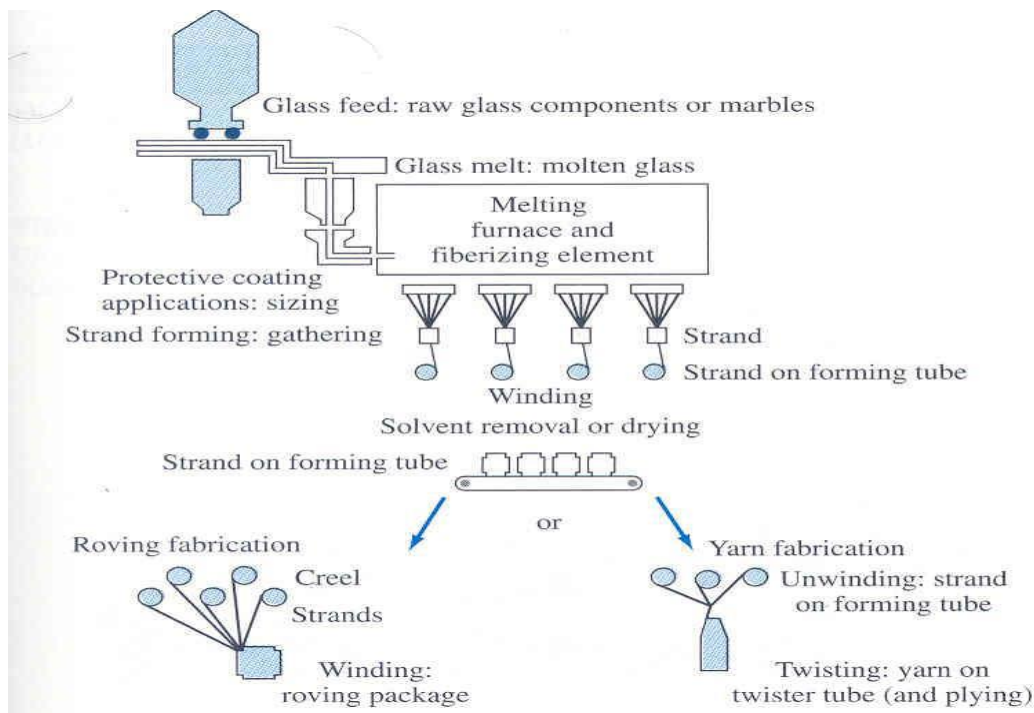 Glass feed: raw glass components or marbles
Glass melt: molten glass
Melting
furnace and
fiberizing element
Protective coating
applications: sizing
Strand forming: gathering
Strand
Strand on forming tube
Winding
Solvent removal or drying
Strand on forming tube
or
Roving fabrication
Creel
Strands
Winding:
roving package
Yarn fabrication
Unwinding: strand
on forming tube
Twisting: yarn on
twister tube (and plying)